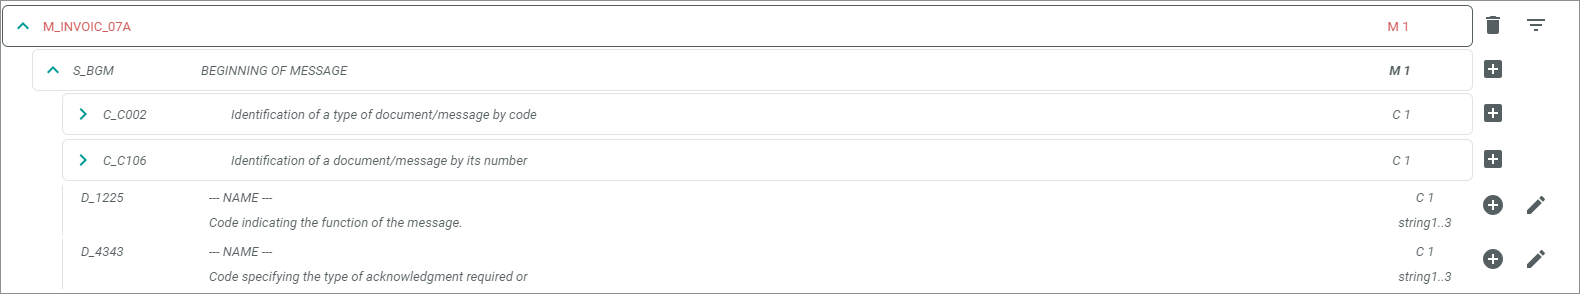 M_INVOIC_07A M 1
S_BGM BEGINNING OF MESSAGE M 1
C_C002 Identification of a type of document/message by code C 1
C_C106 Identification of a document/message by its number C 1
D_1225 --- NAME --- C 1
Code indicating the function of the message. string1..3
D_4343 --- NAME --- C 1
Code specifying the type of acknowledgment required or string1..3